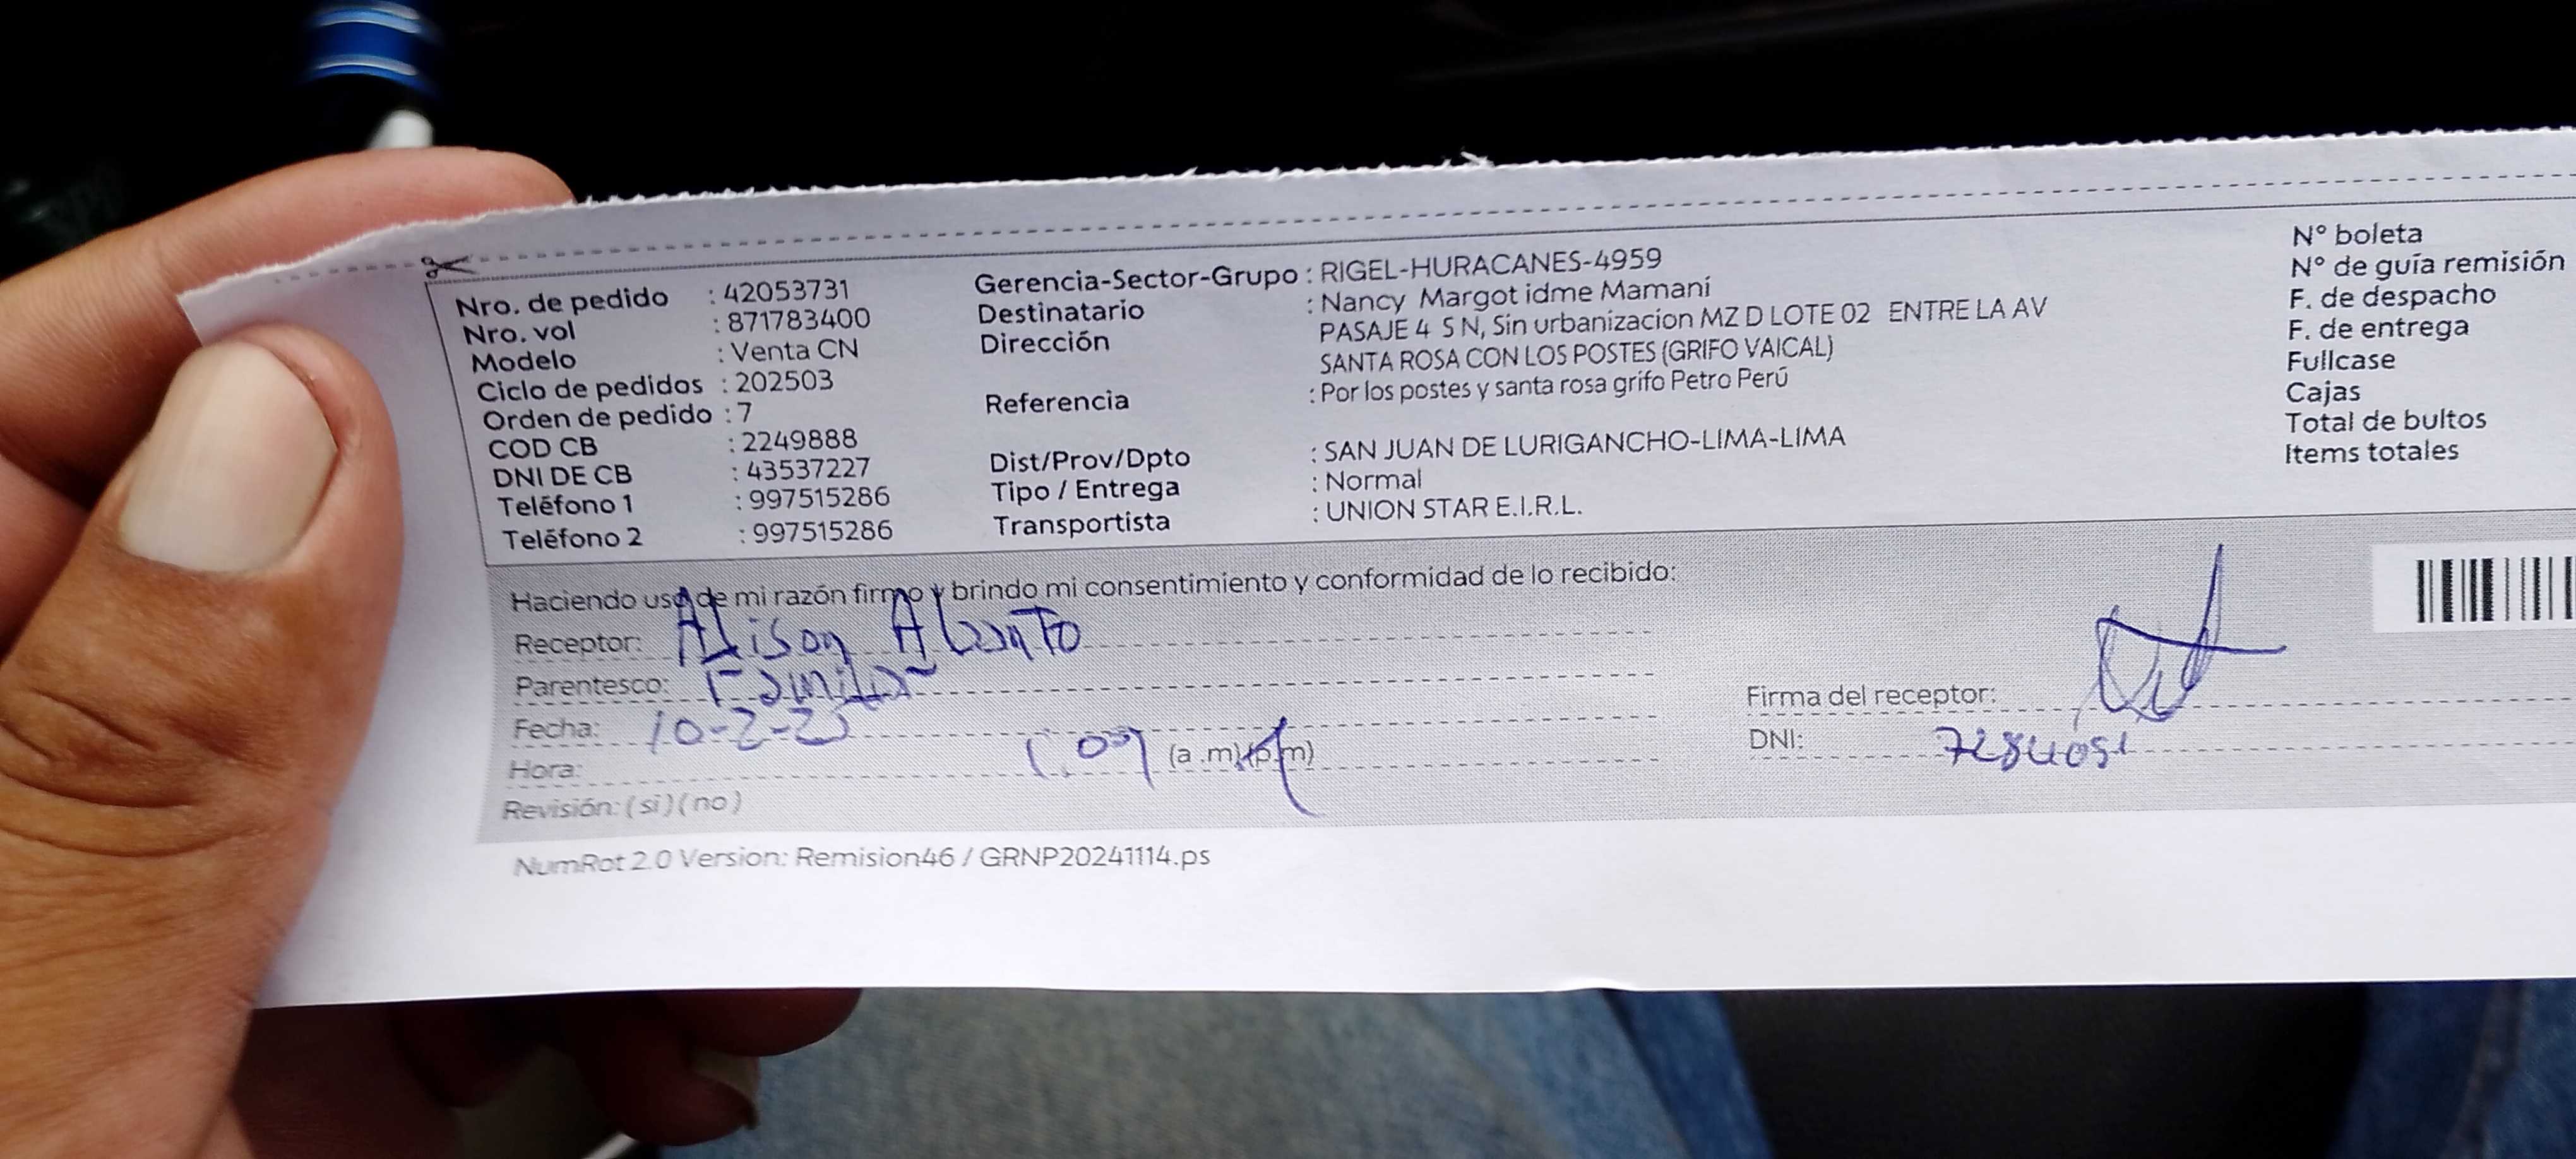 Nro. de pedido : 42053731
Nro. vol : 871783400
Modelo : Venta CN
Ciclo de pedidos : 202503
Orden de pedido : 7
COD CB : 2249888
DNI DE CB : 43537227
Teléfono 1 : 997515286
Teléfono 2 : 997515286
Gerencia-Sector-Grupo : RIGEL-HURACANES-4959
Destinatario : Nancy Margot idme Mamani
Dirección PASAJE 4 S N, Sin urbanizacion MZ D LOTE 02 ENTRE LA AV
SANTA ROSA CON LOS POSTES (GRIFO VAICAL)
Referencia : Por los postes y santa rosa grifo Petro Perú
Dist/Prov/Dpto : SAN JUAN DE LURIGANCHO-LIMA-LIMA
Tipo / Entrega : Normal
Transportista : UNION STAR E.I.R.L.
N° boleta
N° de guía remisión
F. de despacho
F. de entrega
Fullcase
Cajas
Total de bultos
Items totales
Haciendo uso de mi razón firmo y brindo mi consentimiento y conformidad de lo recibido:
Receptor: Alison Abanto
Parentesco: Familiar
Fecha: 10-2-25
Hora: (a .m) (p.m)
Revisión: (si) (no)
Firma del receptor:
DNI:
NumRot 2.0 Version: Remision46 / GRNP20241114.ps